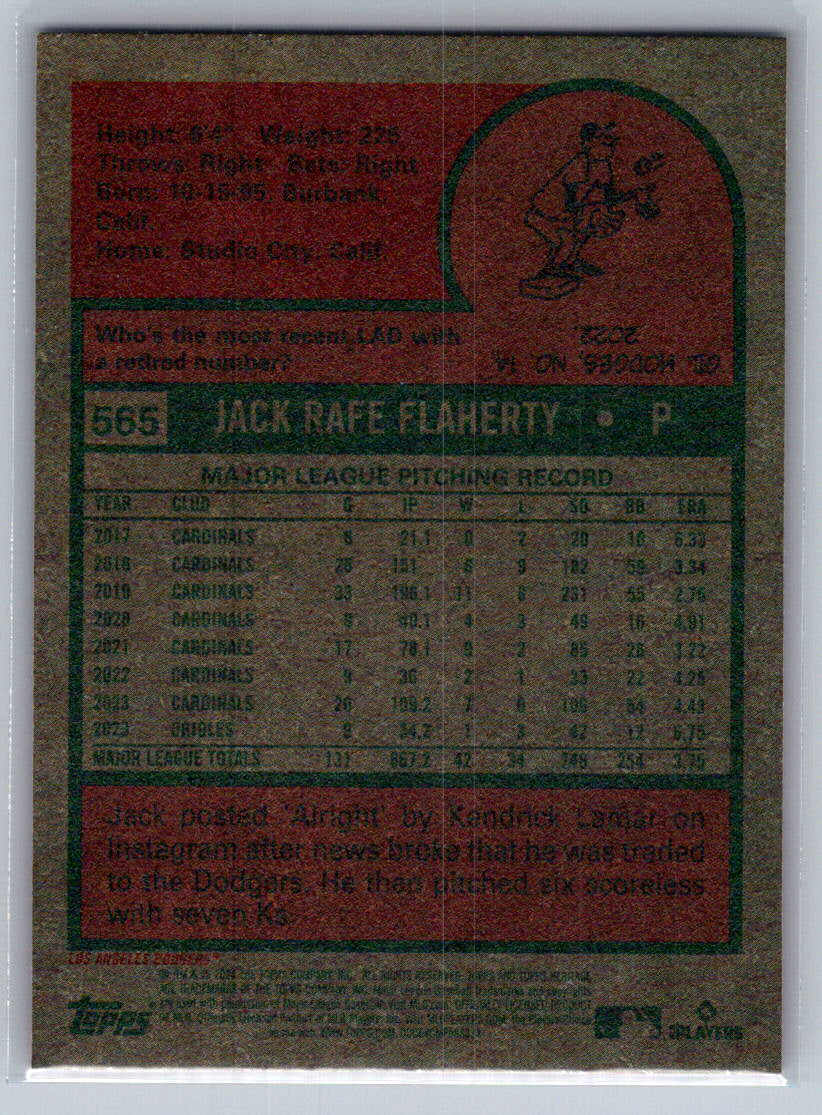 Height: 6'4" Weight: 225
Throws: Right Bats: Right
Born: 10-15-95, Burbank,
Calif.
Home: Studio City, Calif.
Who's the most recent LAD with
a retired number?
GIL HODGES, NO. 14,
2022.
565 JACK RAFE FLAHERTY • P
MAJOR LEAGUE PITCHING RECORD
YEAR CLUB G IP W L SO BB ERA
2017 CARDINALS 6 21.1 0 2 20 10 6.33
2018 CARDINALS 28 151 8 9 182 59 3.34
2019 CARDINALS 33 196.1 11 8 231 55 2.75
2020 CARDINALS 9 40.1 4 3 49 16 4.91
2021 CARDINALS 17 78.1 9 2 85 26 3.22
2022 CARDINALS 9 36 2 1 33 22 4.25
2023 CARDINALS 20 109.2 7 6 106 54 4.43
2023 ORIOLES 9 34.2 1 3 42 12 6.75
MAJOR LEAGUE TOTALS 131 667.2 42 34 748 254 3.75
Jack posted 'Alright' by Kendrick Lamar on
Instagram after news broke that he was traded
to the Dodgers. He then pitched six scoreless
with seven Ks.
LOS ANGELES DODGERS
Topps
PLAYERS